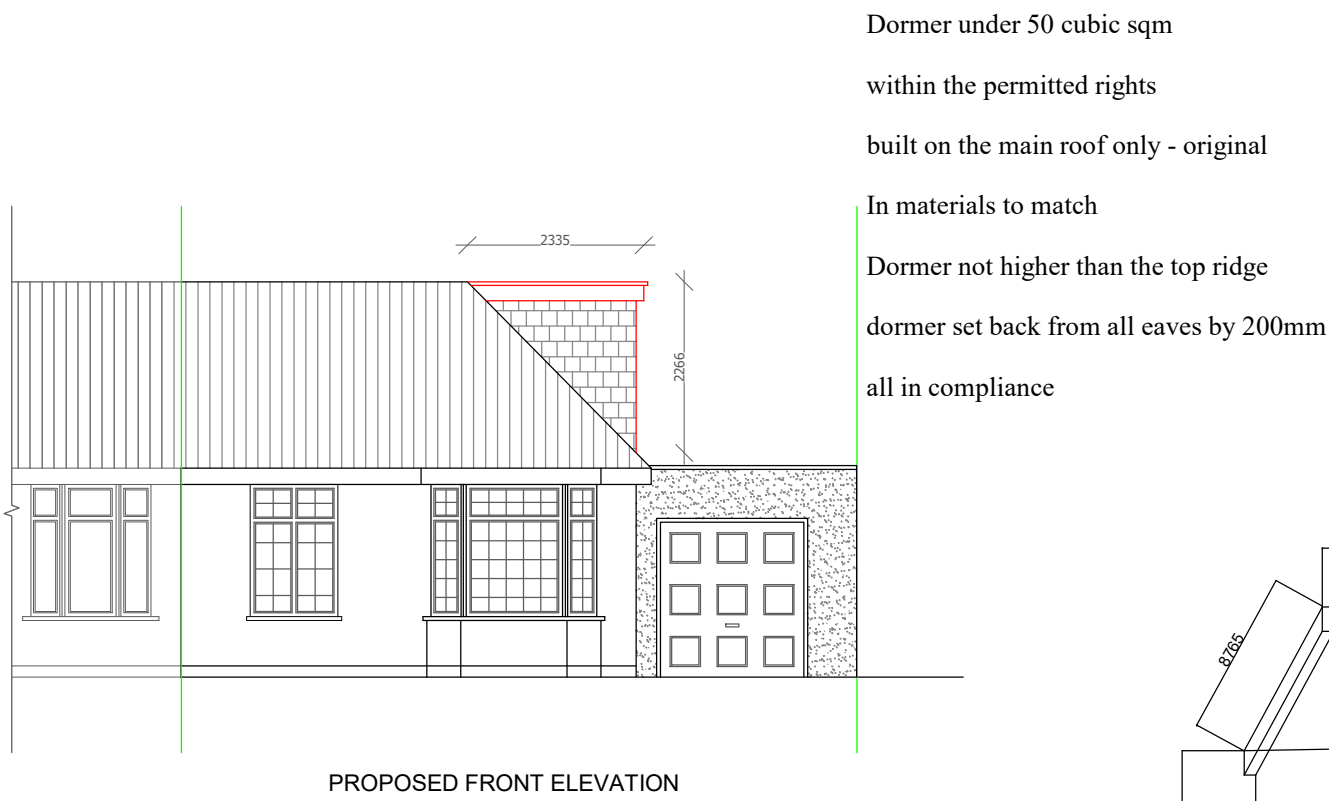 Dormer under 50 cubic sqm
within the permitted rights
built on the main roof only - original
In materials to match
Dormer not higher than the top ridge
dormer set back from all eaves by 200mm
all in compliance
2335
2266
8765
PROPOSED FRONT ELEVATION